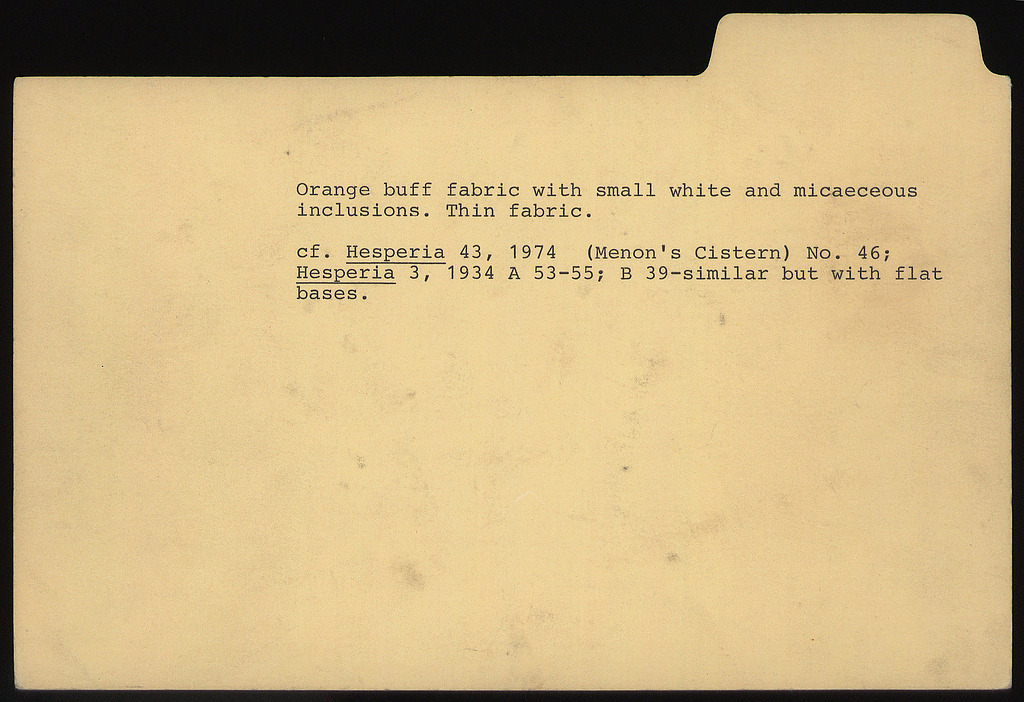 Orange buff fabric with small white and micaeceous
inclusions. Thin fabric.
cf. Hesperia 43, 1974  (Menon's Cistern) No. 46;
Hesperia 3, 1934 A 53-55; B 39-similar but with flat
bases.